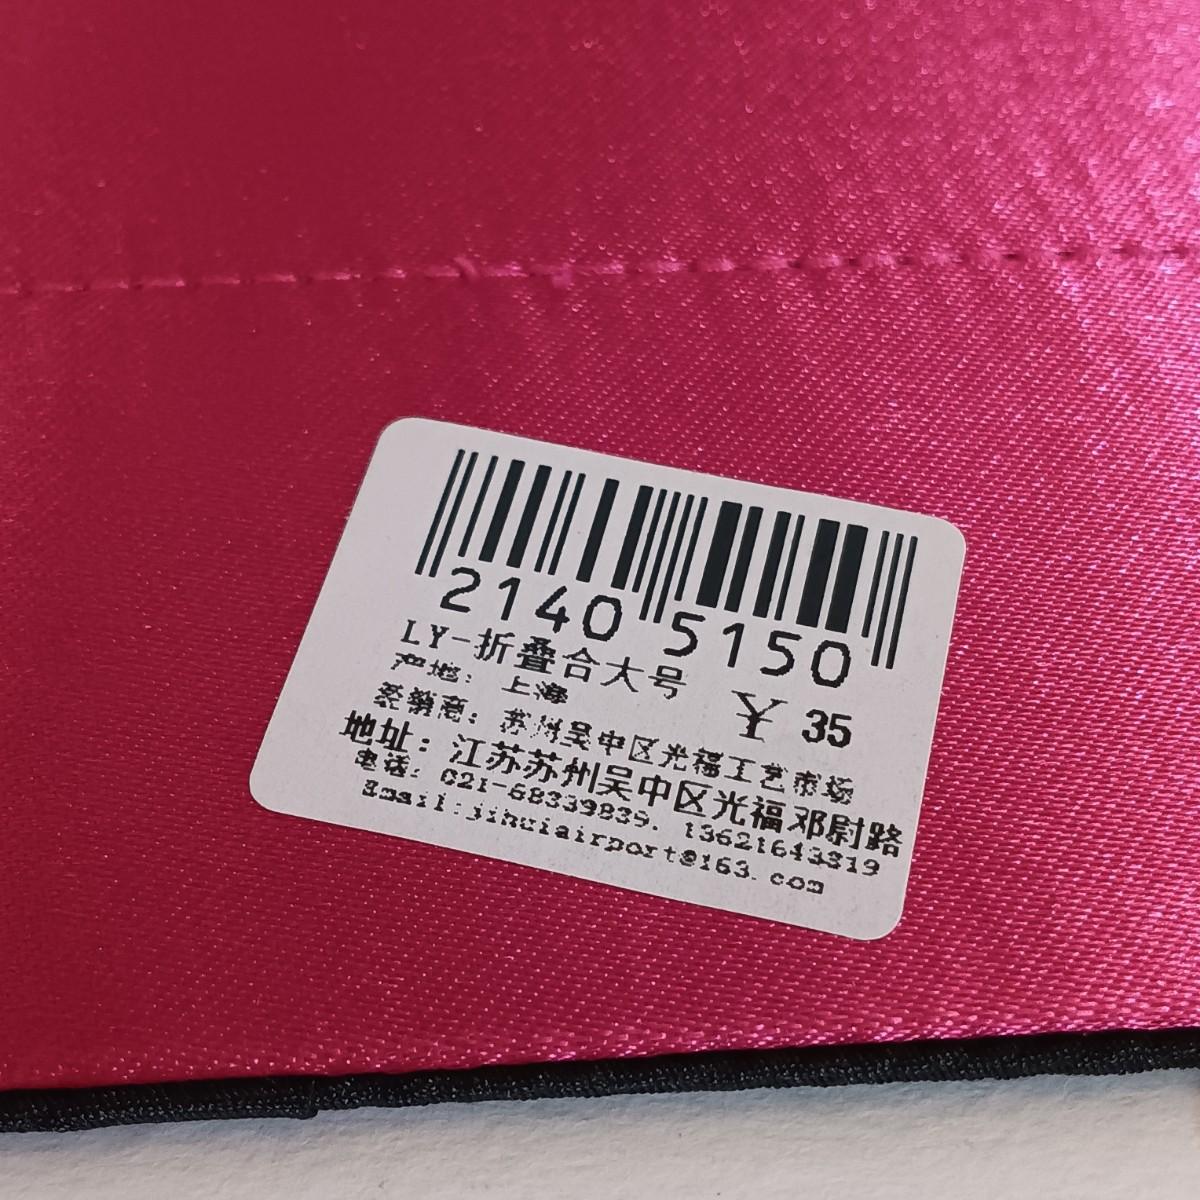 2140 5150
LY-折叠合大号
¥ 35
产地: 上海
经销商: 苏州吴中区光福工艺市场
地址: 江苏苏州吴中区光福邓尉路
电话: 021-68339839. 13621643319
Email:jihuiairport@163.com